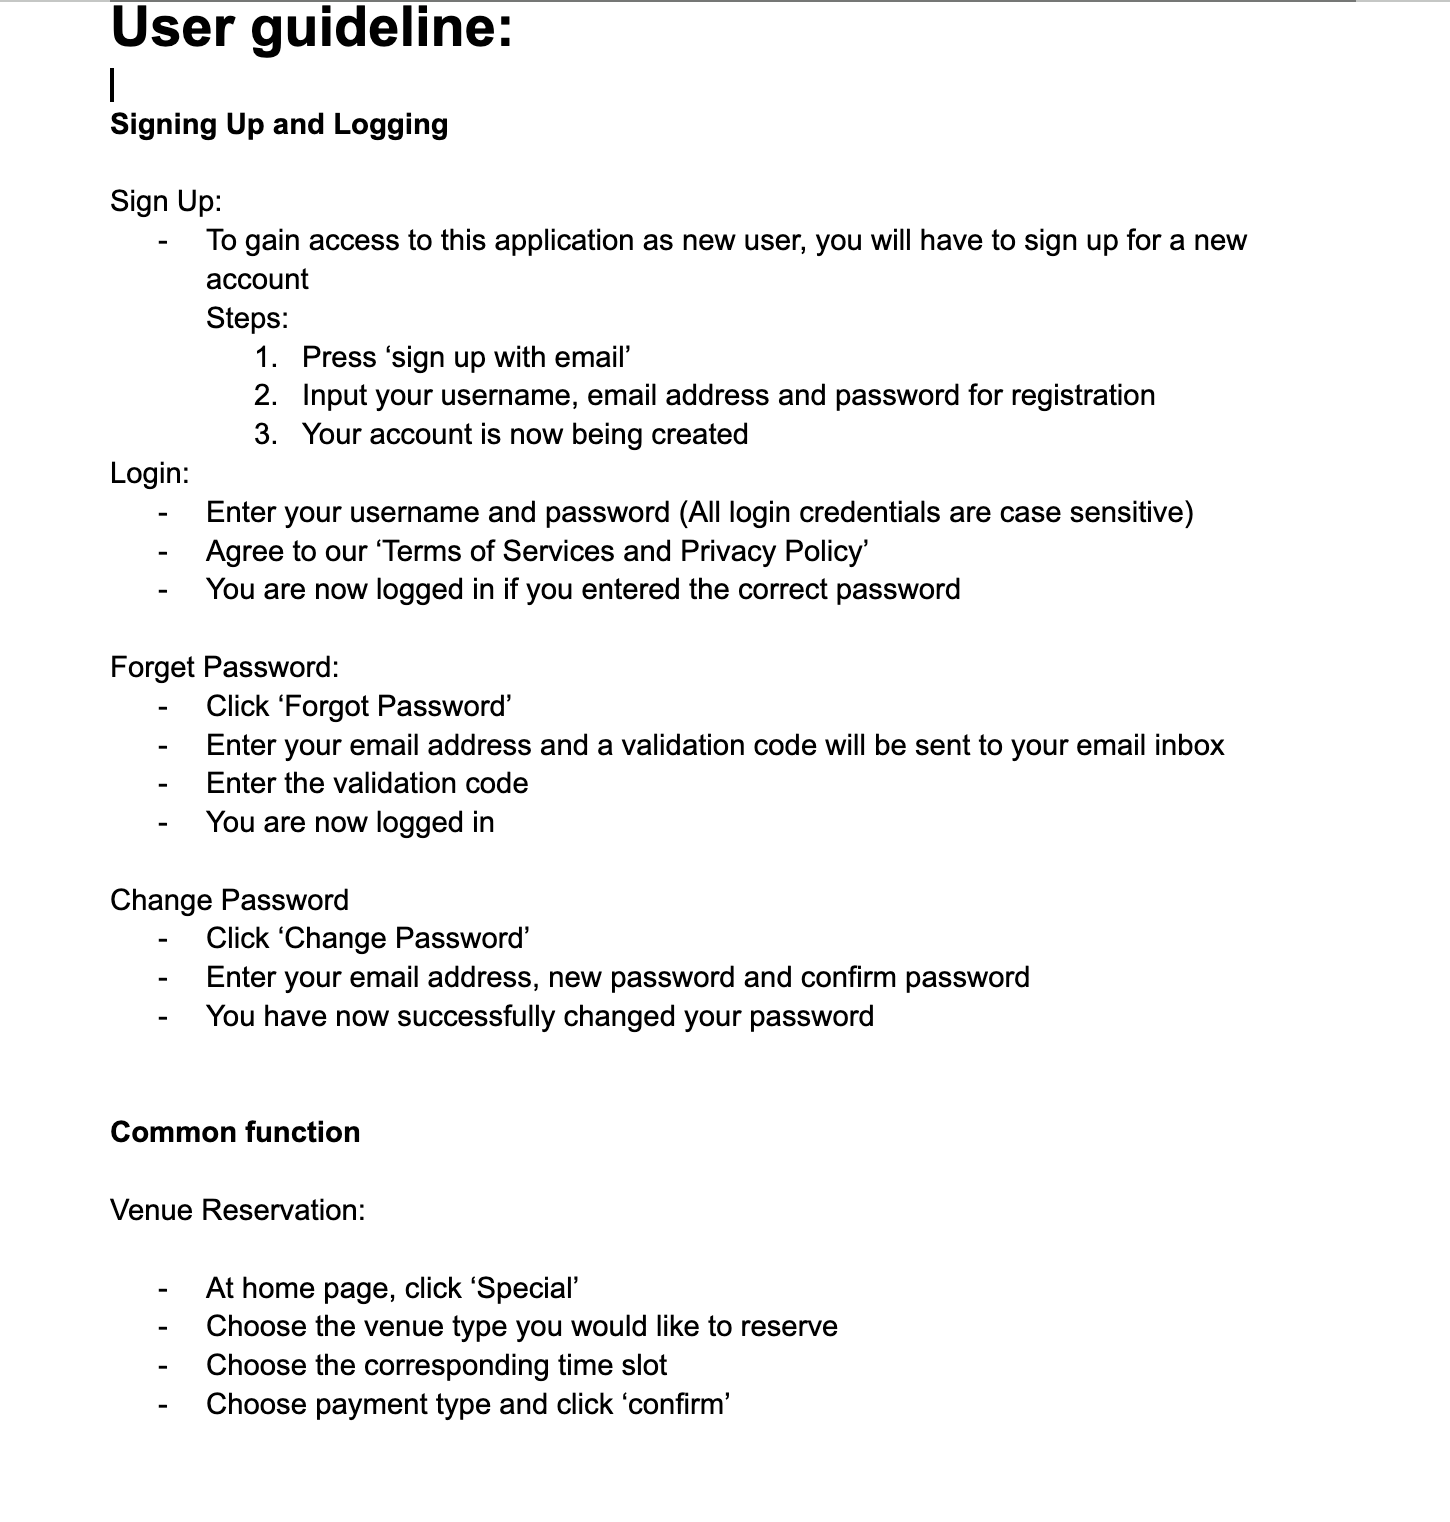 User guideline:
Signing Up and Logging
Sign Up:
- To gain access to this application as new user, you will have to sign up for a new
account
Steps:
1. Press ‘sign up with email’
2. Input your username, email address and password for registration
3. Your account is now being created
Login:
- Enter your username and password (All login credentials are case sensitive)
- Agree to our ‘Terms of Services and Privacy Policy’
- You are now logged in if you entered the correct password
Forget Password:
- Click ‘Forgot Password’
- Enter your email address and a validation code will be sent to your email inbox
- Enter the validation code
- You are now logged in
Change Password
- Click ‘Change Password’
- Enter your email address, new password and confirm password
- You have now successfully changed your password
Common function
Venue Reservation:
- At home page, click ‘Special’
- Choose the venue type you would like to reserve
- Choose the corresponding time slot
- Choose payment type and click ‘confirm’